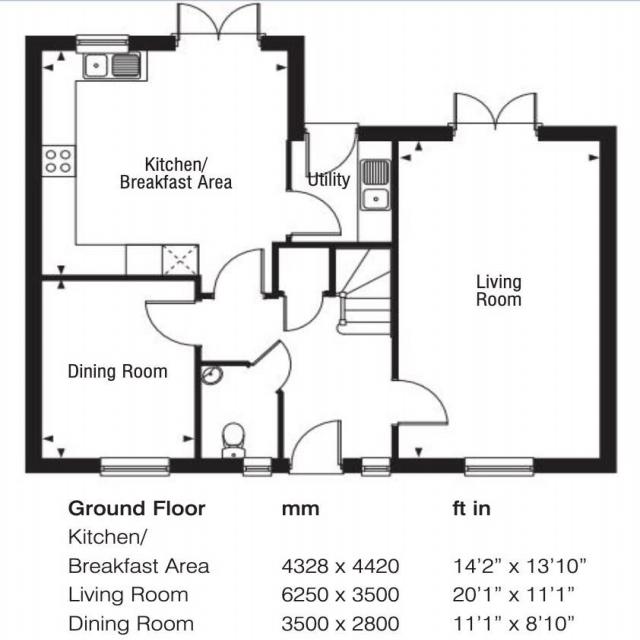 Kitchen/
Breakfast Area
Utility
Living
Room
Dining Room
Ground Floor mm ft in
Kitchen/
Breakfast Area 4328 x 4420 14’2” x 13’10”
Living Room 6250 x 3500 20’1” x 11’1”
Dining Room 3500 x 2800 11’1” x 8’10”